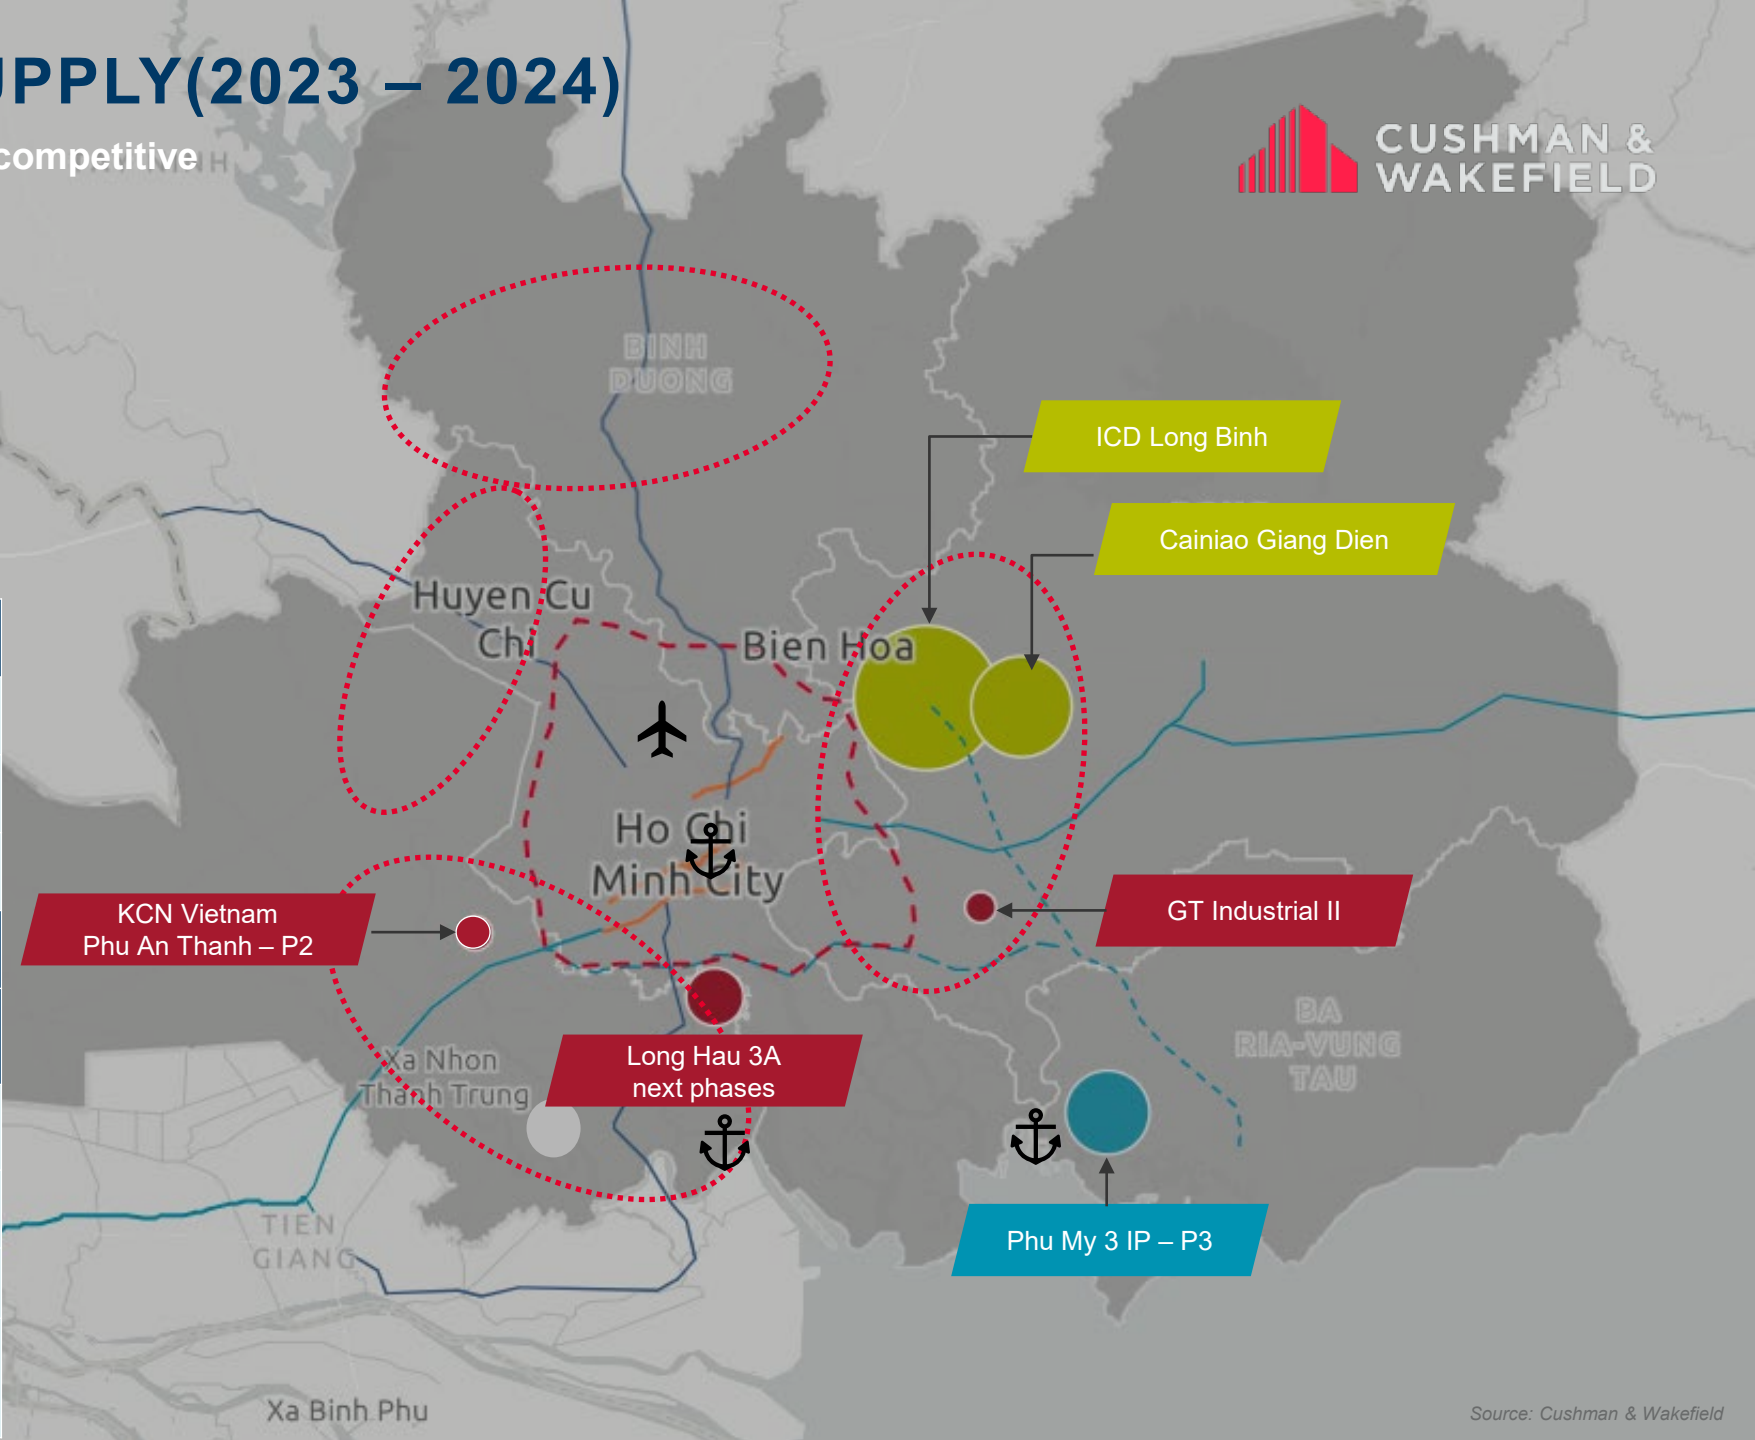 UPPLY(2023 – 2024)
competitive
CUSHMAN &
WAKEFIELD
BINH
DUONG
ICD Long Binh
Cainiao Giang Dien
Huyen Cu
Chi
Bien Hoa
Ho Chi
Minh City
KCN Vietnam
Phu An Thanh – P2
GT Industrial II
BA
RIA-VUNG
TAU
Long Hau 3A
next phases
Xa Nhon
Thanh Trung
Phu My 3 IP – P3
TIEN
GIANG
Xa Binh Phu
Source: Cushman & Wakefield